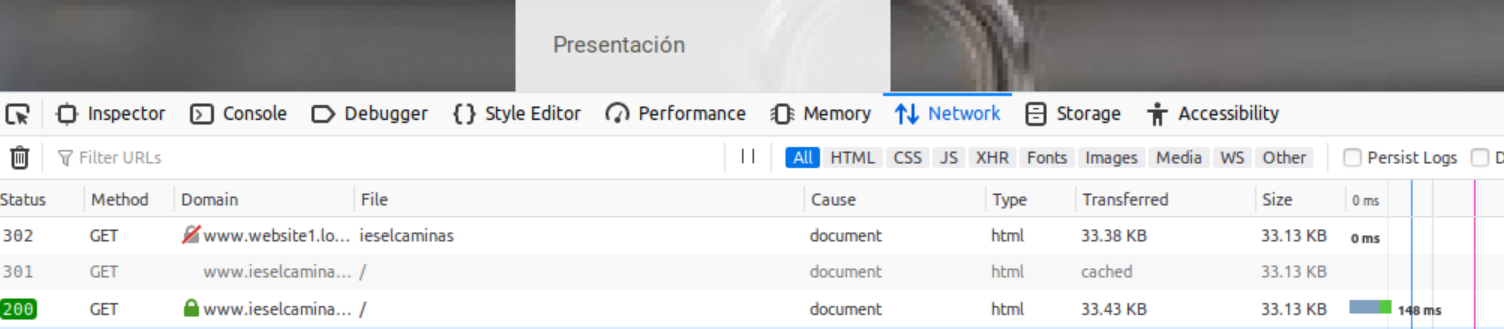 Presentación
Inspector Console Debugger {} Style Editor Performance Memory Network Storage Accessibility
Filter URLs All HTML CSS JS XHR Fonts Images Media WS Other Persist Logs D
Status Method Domain File Cause Type Transferred Size 0 ms
302 GET www.website1.lo... ieselcaminas document html 33.38 KB 33.13 KB 0 ms
301 GET www.ieselcamina... / document html cached 33.13 KB
200 GET www.ieselcamina... / document html 33.43 KB 33.13 KB 148 ms